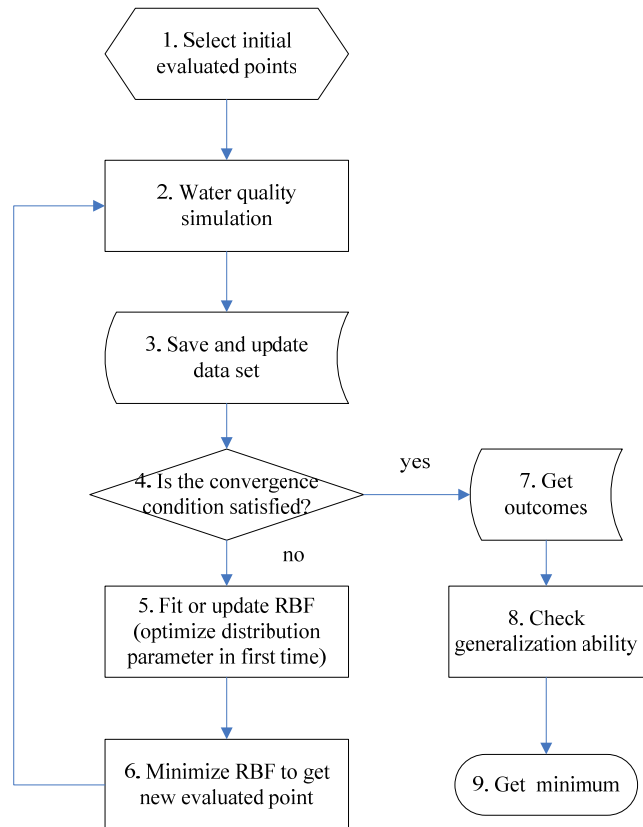 1. Select initial
evaluated points
2. Water quality
simulation
3. Save and update
data set
4. Is the convergence
condition satisfied?
yes
7. Get
outcomes
no
5. Fit or update RBF
(optimize distribution
parameter in first time)
8. Check
generalization ability
6. Minimize RBF to get
new evaluated point
9. Get minimum